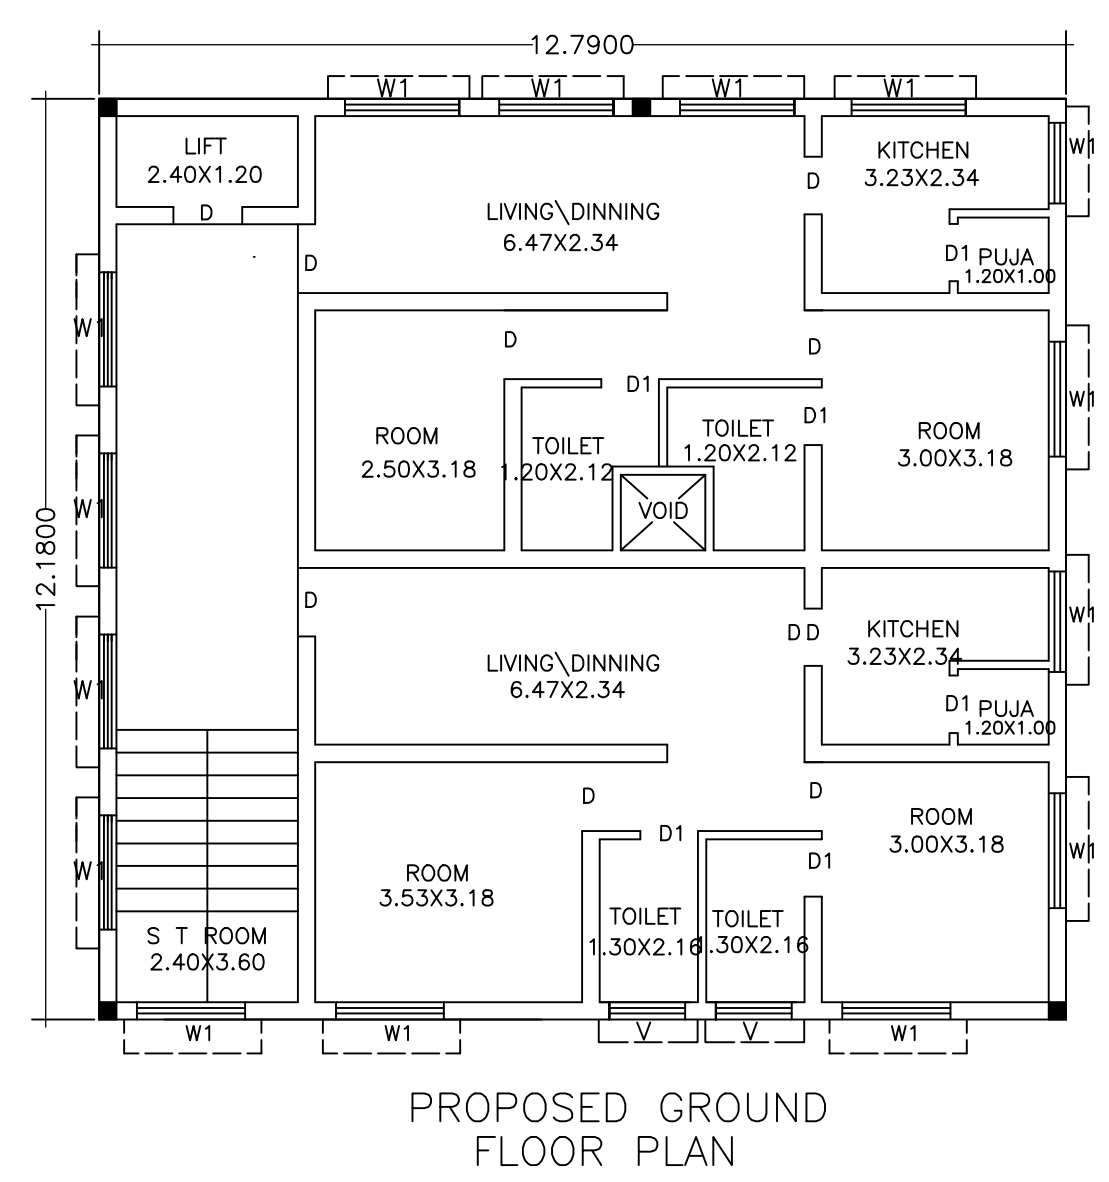 12.7900
W1
W1
W1
W1
LIFT
2.40X1.20
KITCHEN
3.23X2.34
W1
D
D
LIVING\DINNING
6.47X2.34
D
D1
PUJA
1.20X1.00
W1
D
D
D1
D1
W1
ROOM
2.50X3.18
TOILET
1.20X2.12
TOILET
1.20X2.12
ROOM
3.00X3.18
W1
VOID
12.1800
D
D D
KITCHEN
3.23X2.34
W1
LIVING\DINNING
6.47X2.34
W1
D1
PUJA
1.20X1.00
D
D
D1
D1
ROOM
3.00X3.18
W1
W1
ROOM
3.53X3.18
TOILET
1.30X2.16
TOILET
1.30X2.16
S T ROOM
2.40X3.60
W1
W1
V
V
W1
PROPOSED GROUND
FLOOR PLAN